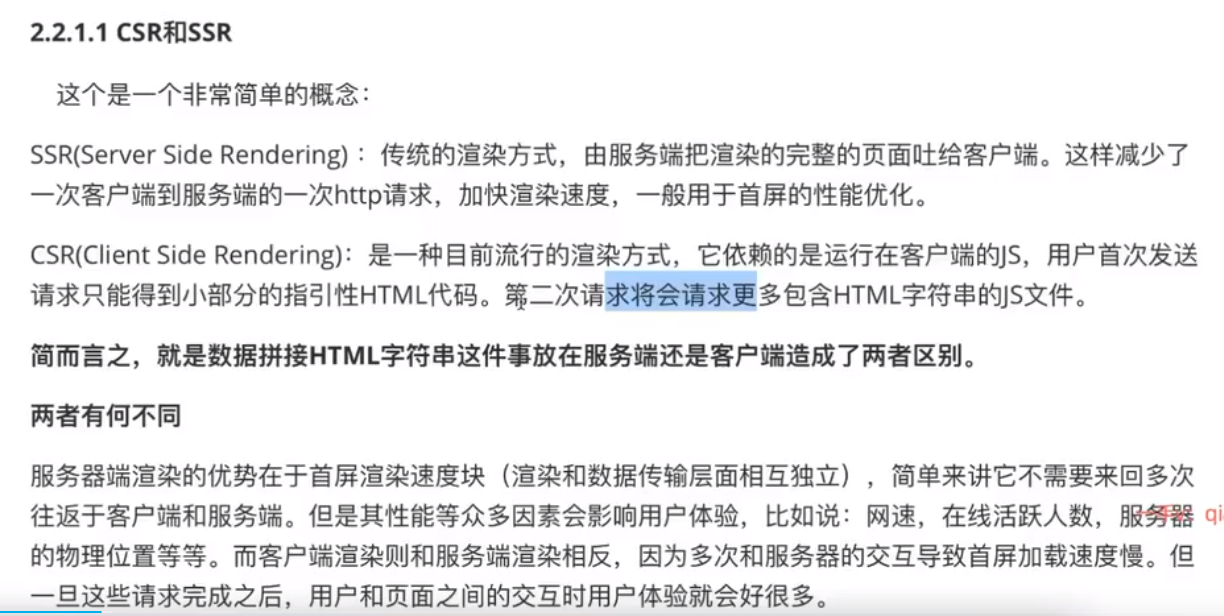 2.2.1.1 CSR和SSR
这个是一个非常简单的概念：
SSR(Server Side Rendering) ：传统的渲染方式，由服务端把渲染的完整的页面吐给客户端。这样减少了
一次客户端到服务端的一次http请求，加快渲染速度，一般用于首屏的性能优化。
CSR(Client Side Rendering)：是一种目前流行的渲染方式，它依赖的是运行在客户端的JS，用户首次发送
请求只能得到小部分的指引性HTML代码。第二次请求将会请求更多包含HTML字符串的JS文件。
简而言之，就是数据拼接HTML字符串这件事放在服务端还是客户端造成了两者区别。
两者有何不同
服务器端渲染的优势在于首屏渲染速度块（渲染和数据传输层面相互独立），简单来讲它不需要来回多次
往返于客户端和服务端。但是其性能等众多因素会影响用户体验，比如说：网速，在线活跃人数，服务器
的物理位置等等。而客户端渲染则和服务端渲染相反，因为多次和服务器的交互导致首屏加载速度慢。但
一旦这些请求完成之后，用户和页面之间的交互时用户体验就会好很多。